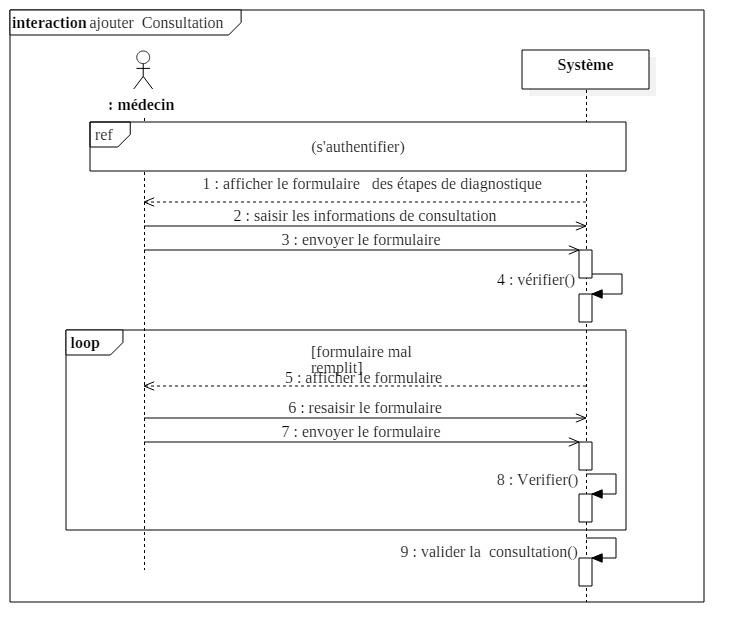 interaction ajouter Consultation
Système
: médecin
ref
(s'authentifier)
1 : afficher le formulaire des étapes de diagnostique
2 : saisir les informations de consultation
3 : envoyer le formulaire
4 : vérifier()
loop
[formulaire mal
remplit]
5 : afficher le formulaire
6 : resaisir le formulaire
7 : envoyer le formulaire
8 : Verifier()
9 : valider la consultation()